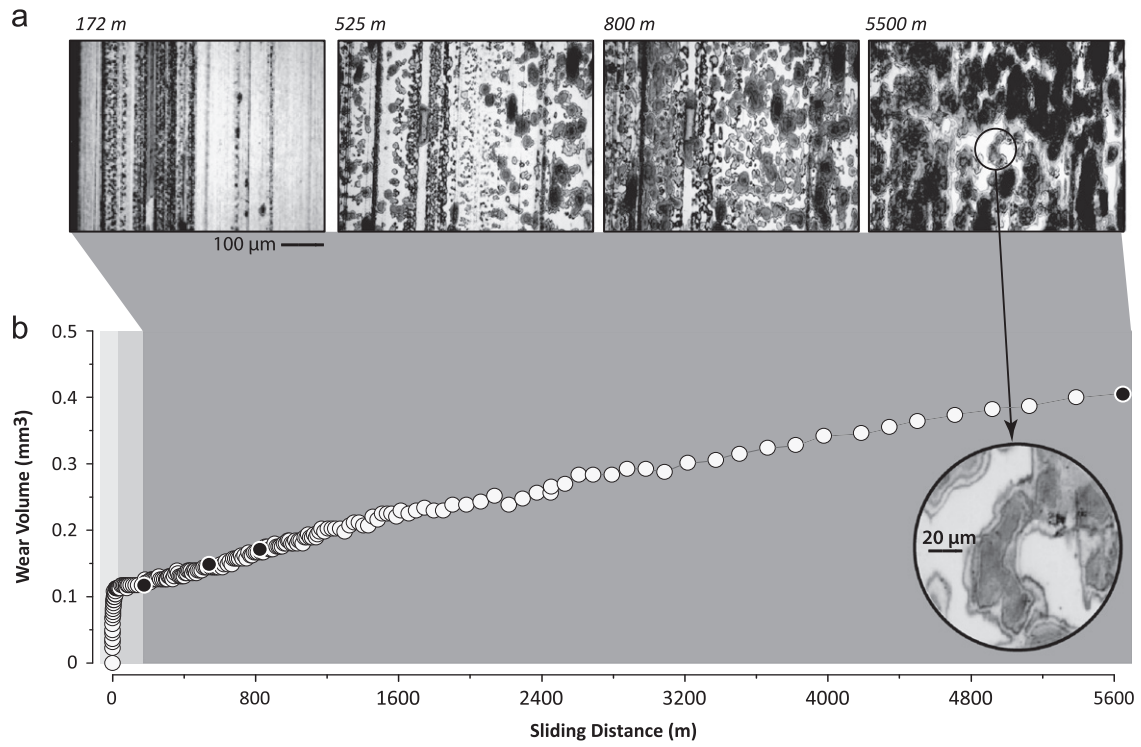 a
172 m
525 m
800 m
5500 m
100 µm
b
0.5
0.4
0.3
0.2
0.1
0
Wear Volume (mm3)
20 µm
0 800 1600 2400 3200 4000 4800 5600
Sliding Distance (m)